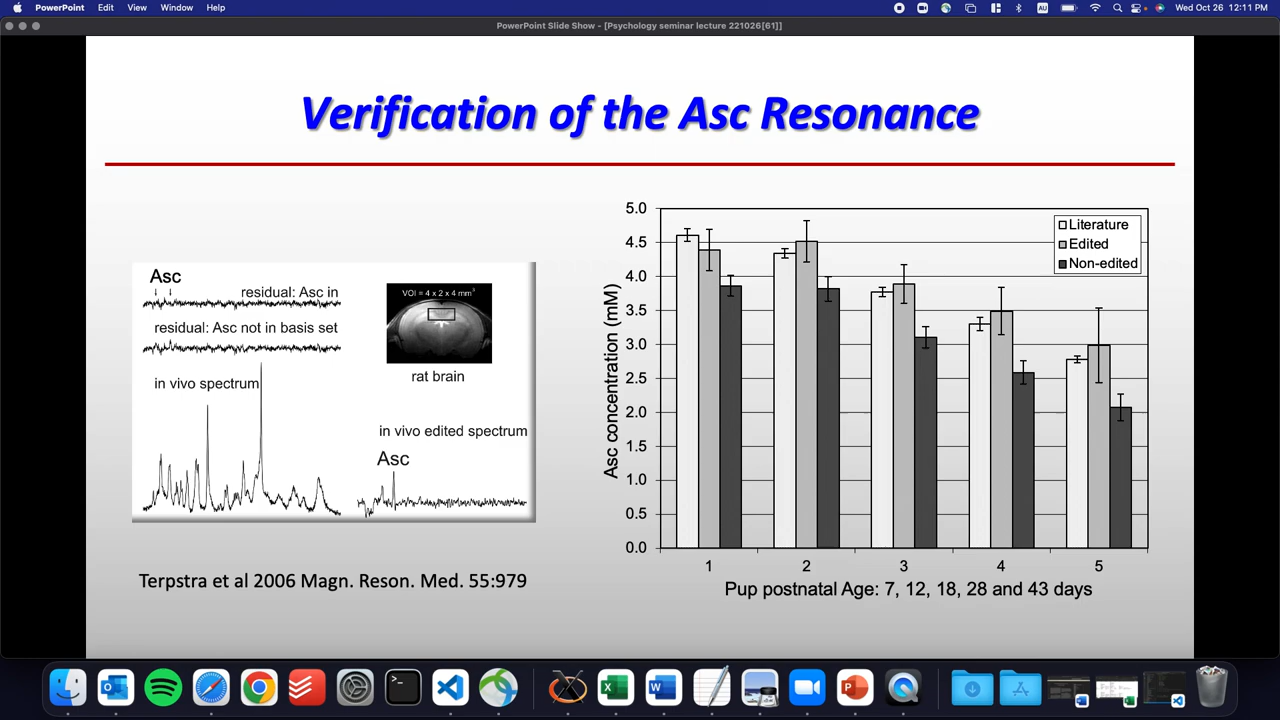 PowerPoint Edit View Window Help
Wed Oct 26 12:11 PM
PowerPoint Slide Show - [Psychology seminar lecture 221026[61]]
Verification of the Asc Resonance
Asc
residual: Asc in
residual: Asc not in basis set
in vivo spectrum
VOI = 4 x 2 x 4 mm³
rat brain
in vivo edited spectrum
Asc
Terpstra et al 2006 Magn. Reson. Med. 55:979
Asc concentration (mM)
5.0
4.5
4.0
3.5
3.0
2.5
2.0
1.5
1.0
0.5
0.0
Literature
Edited
Non-edited
1 2 3 4 5
Pup postnatal Age: 7, 12, 18, 28 and 43 days